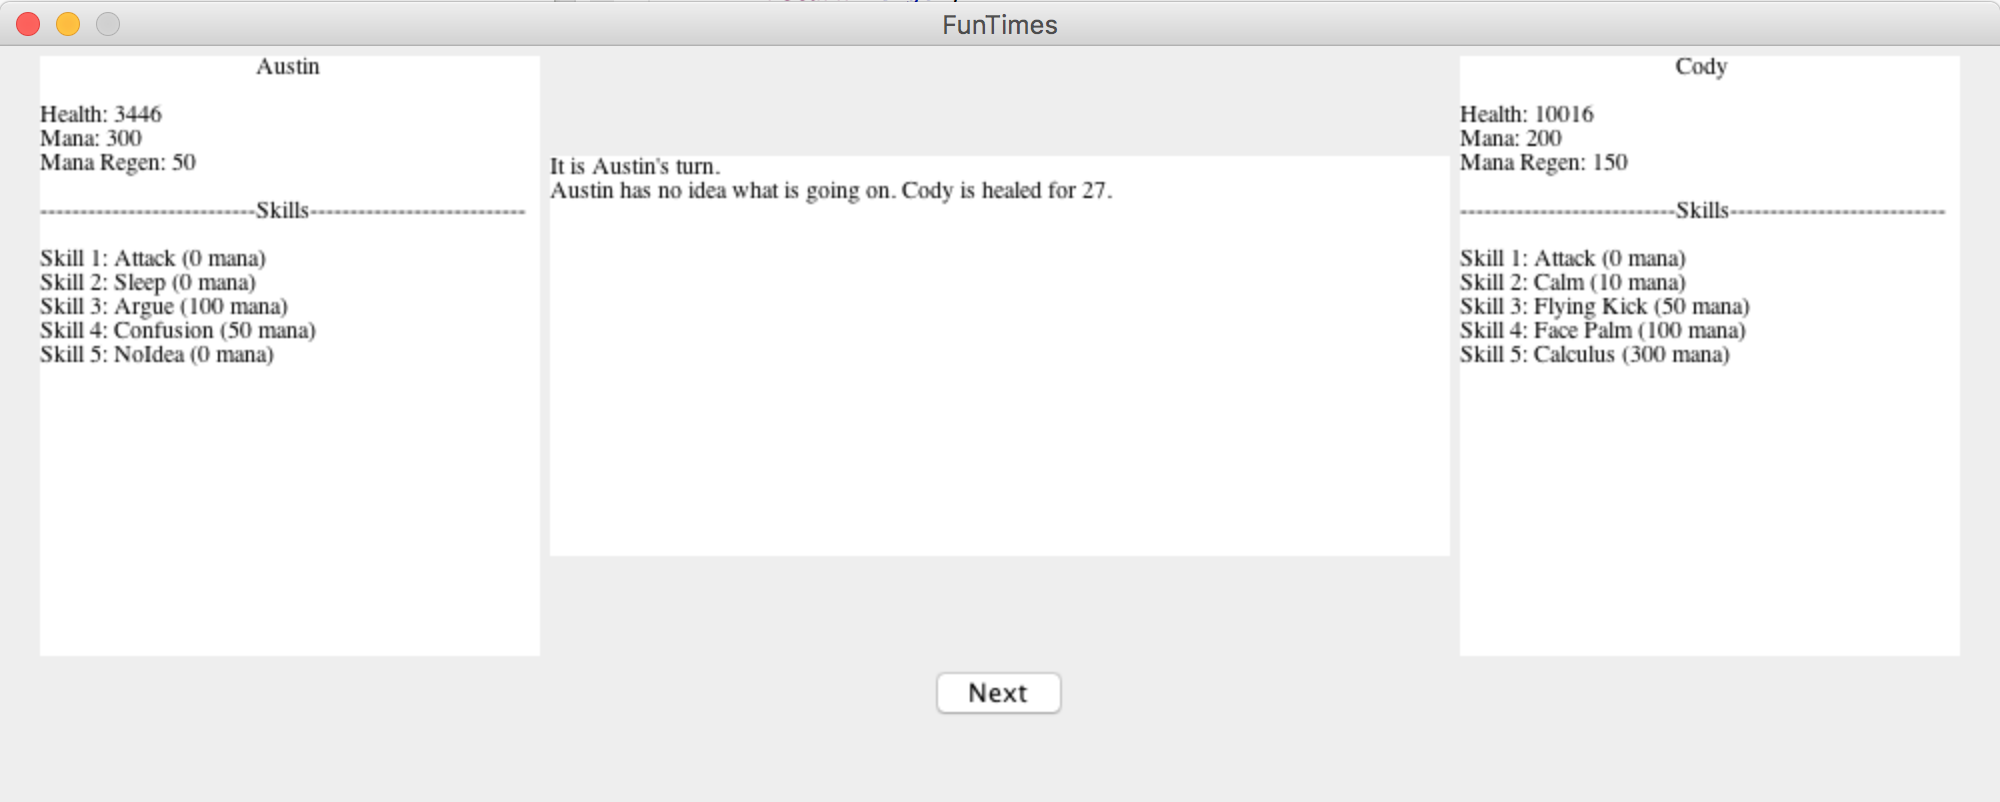 FunTimes
Austin
Health: 3446
Mana: 300
Mana Regen: 50
---------------------------Skills---------------------------
Skill 1: Attack (0 mana)
Skill 2: Sleep (0 mana)
Skill 3: Argue (100 mana)
Skill 4: Confusion (50 mana)
Skill 5: NoIdea (0 mana)
It is Austin's turn.
Austin has no idea what is going on. Cody is healed for 27.
Cody
Health: 10016
Mana: 200
Mana Regen: 150
---------------------------Skills---------------------------
Skill 1: Attack (0 mana)
Skill 2: Calm (10 mana)
Skill 3: Flying Kick (50 mana)
Skill 4: Face Palm (100 mana)
Skill 5: Calculus (300 mana)
Next